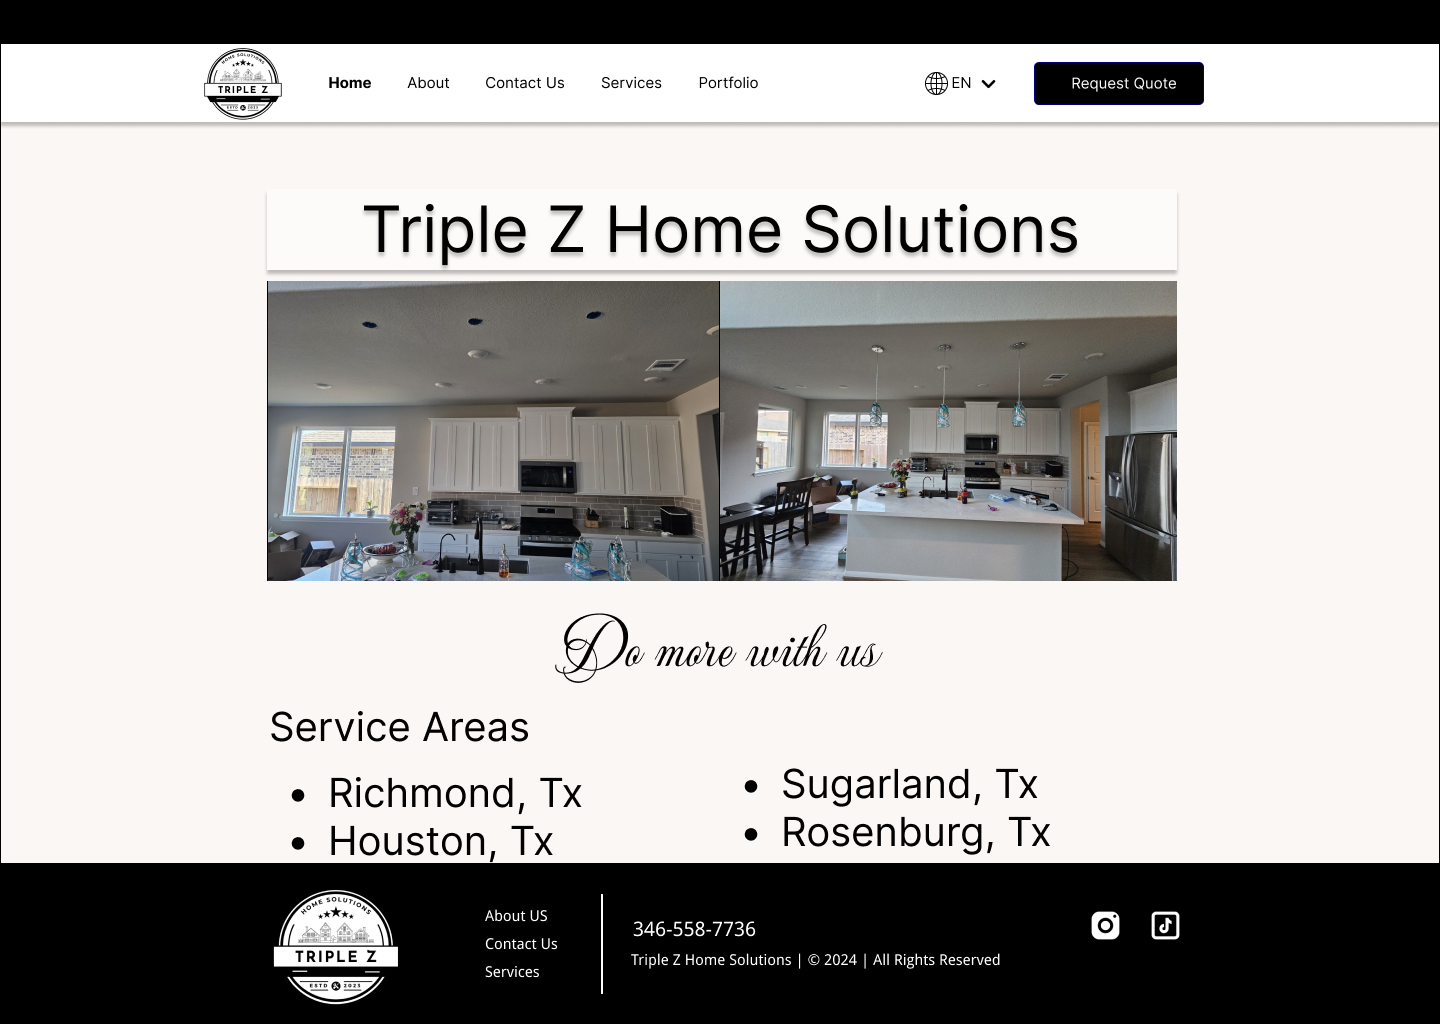 HOME SOLUTIONS
TRIPLE Z
ESTD 2023
Home About Contact Us Services Portfolio EN Request Quote
Triple Z Home Solutions
Do more with us
Service Areas
• Richmond, Tx
• Houston, Tx
• Sugarland, Tx
• Rosenburg, Tx
HOME SOLUTIONS
TRIPLE Z
ESTD 2023
About US
Contact Us
Services
346-558-7736
Triple Z Home Solutions | © 2024 | All Rights Reserved